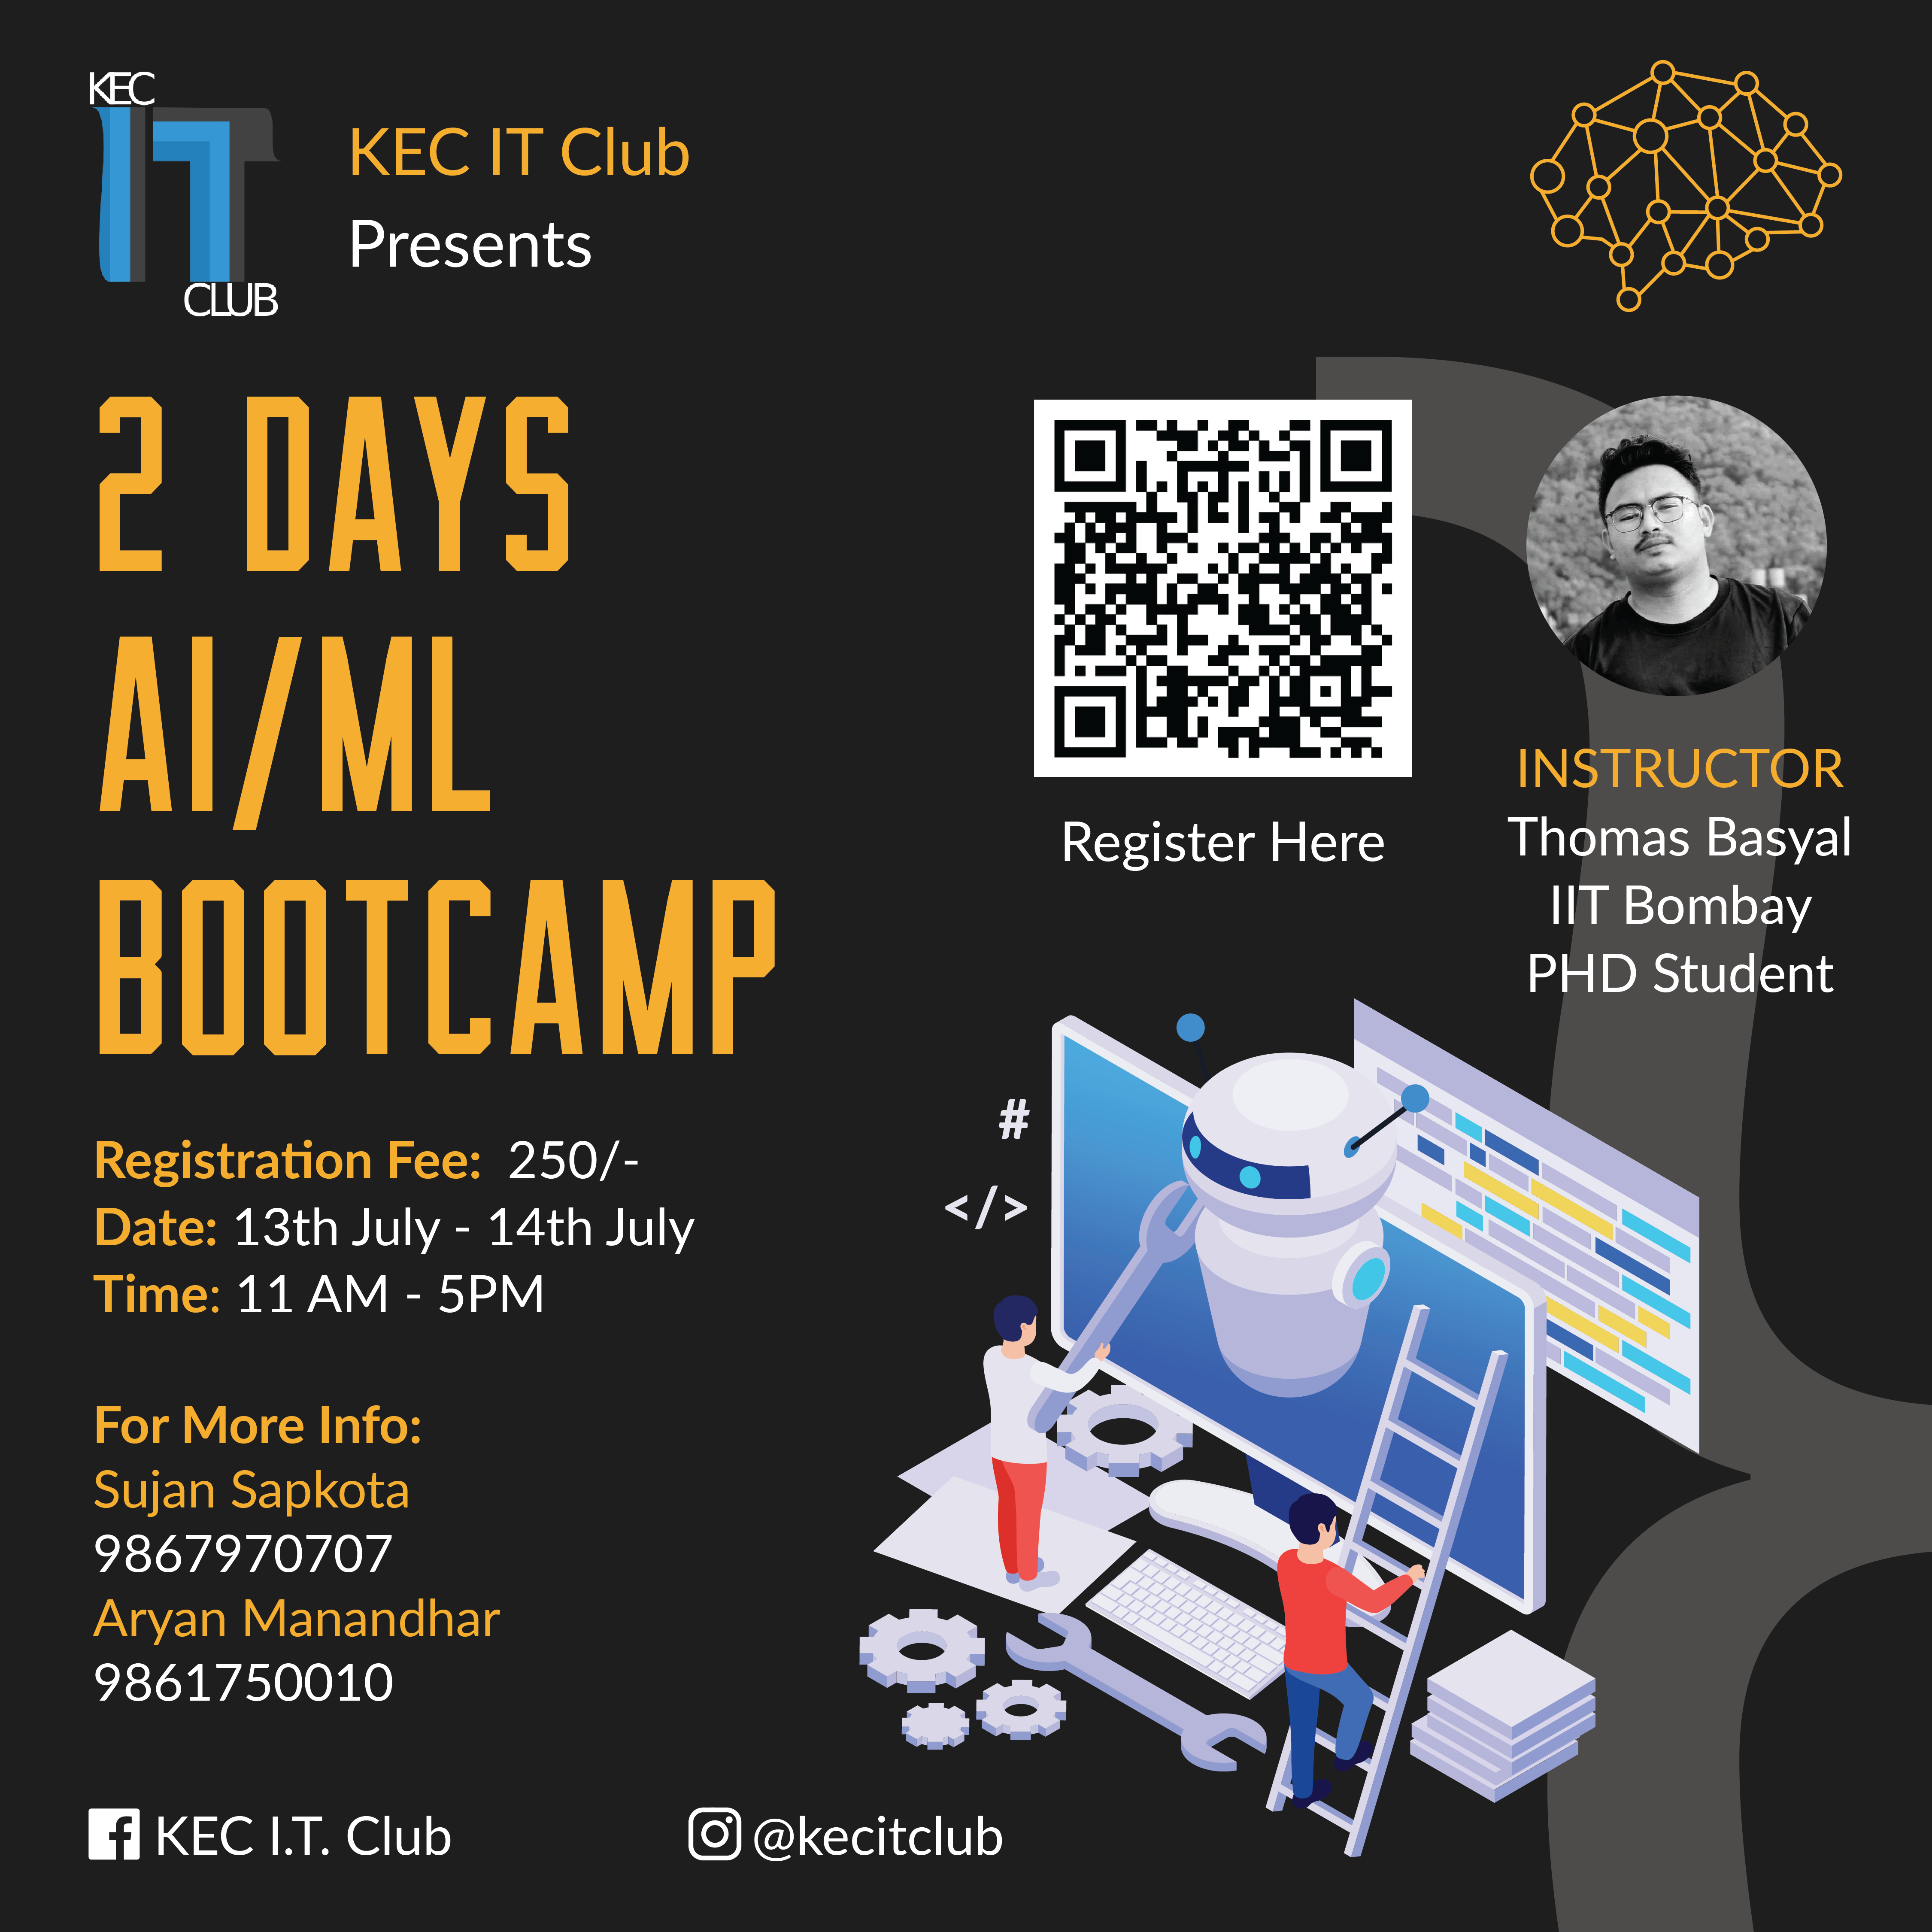 KEC
IT
CLUB
KEC IT Club
Presents
2 DAYS
AI/ML
BOOTCAMP
Register Here
INSTRUCTOR
Thomas Basyal
IIT Bombay
PHD Student
Registration Fee: 250/-
Date: 13th July - 14th July
Time: 11 AM - 5PM
For More Info:
Sujan Sapkota
9867970707
Aryan Manandhar
9861750010
#
</>
KEC I.T. Club
@kecitclub